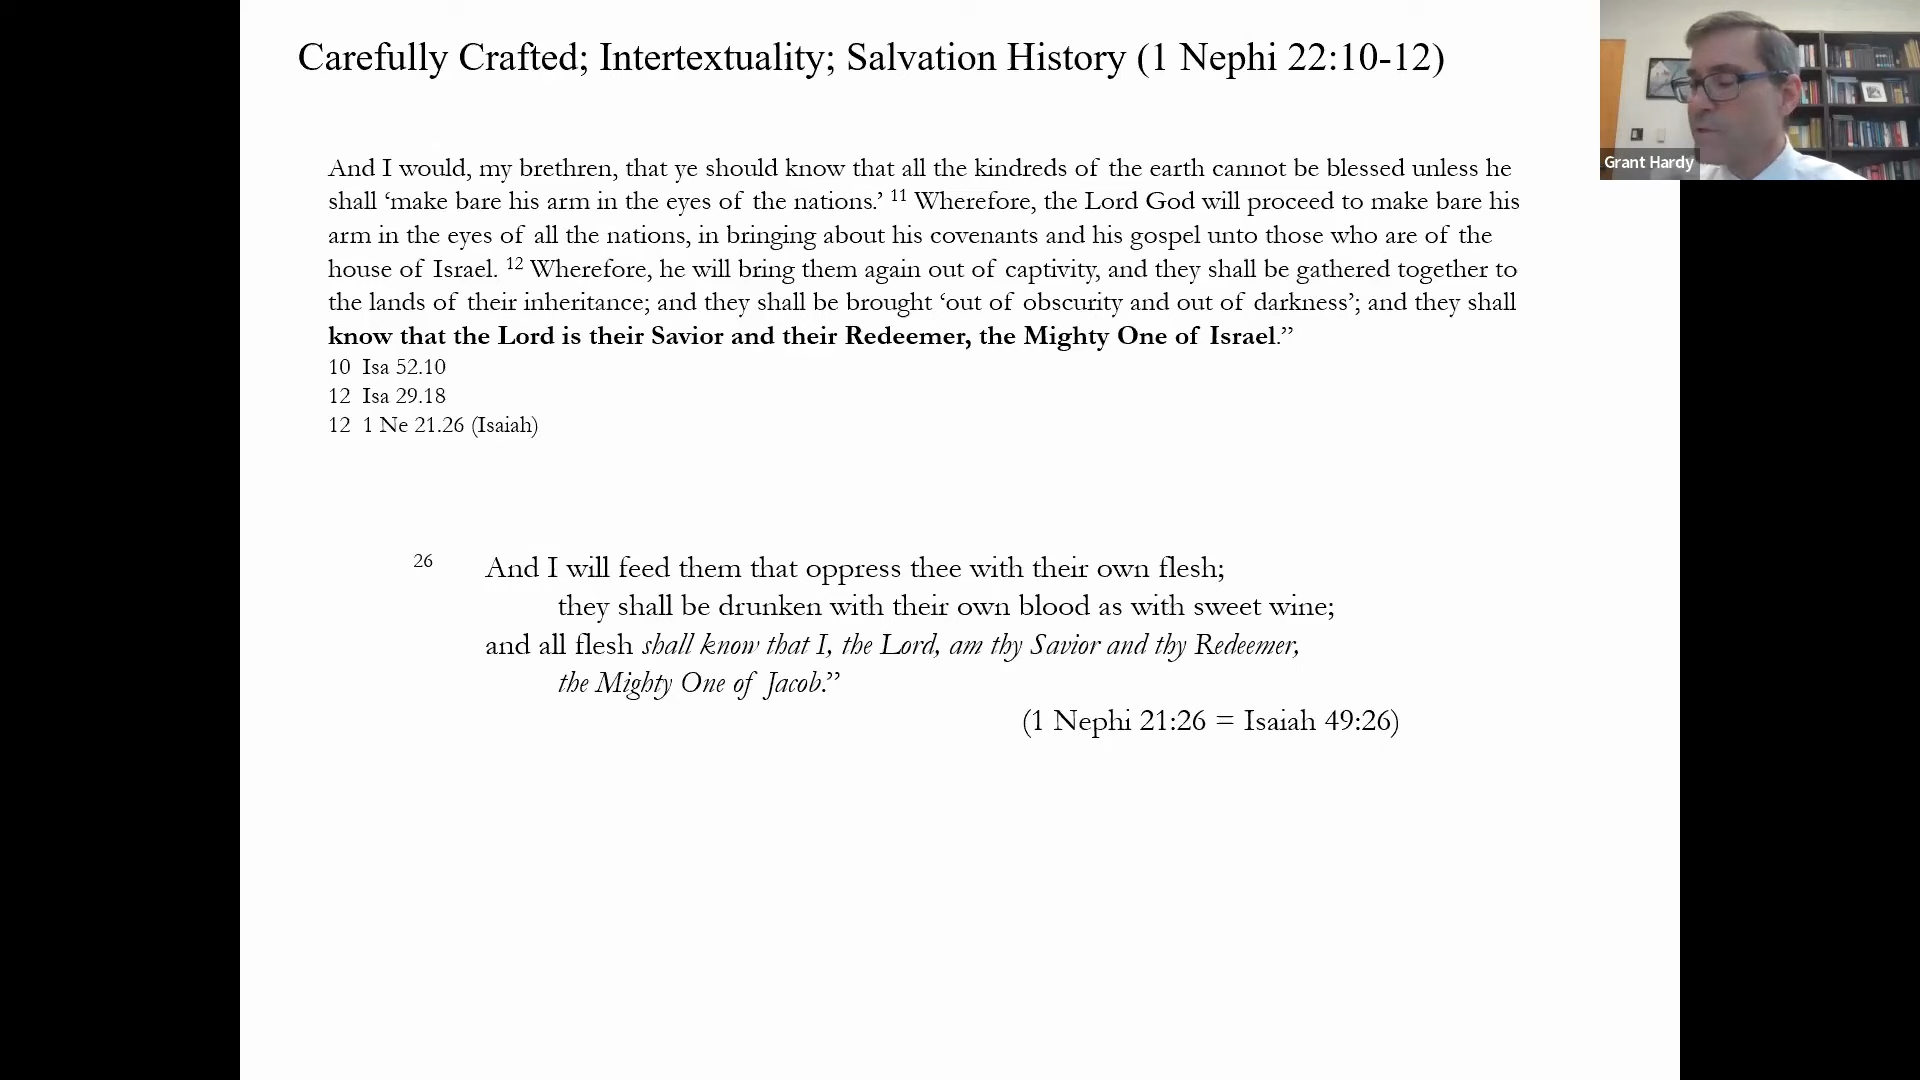 Carefully Crafted; Intertextuality; Salvation History (1 Nephi 22:10-12)
Grant Hardy
And I would, my brethren, that ye should know that all the kindreds of the earth cannot be blessed unless he
shall ‘make bare his arm in the eyes of the nations.’ 11 Wherefore, the Lord God will proceed to make bare his
arm in the eyes of all the nations, in bringing about his covenants and his gospel unto those who are of the
house of Israel. 12 Wherefore, he will bring them again out of captivity, and they shall be gathered together to
the lands of their inheritance; and they shall be brought ‘out of obscurity and out of darkness’; and they shall
know that the Lord is their Savior and their Redeemer, the Mighty One of Israel.”
10 Isa 52.10
12 Isa 29.18
12 1 Ne 21.26 (Isaiah)
26 And I will feed them that oppress thee with their own flesh;
they shall be drunken with their own blood as with sweet wine;
and all flesh shall know that I, the Lord, am thy Savior and thy Redeemer,
the Mighty One of Jacob.”
(1 Nephi 21:26 = Isaiah 49:26)